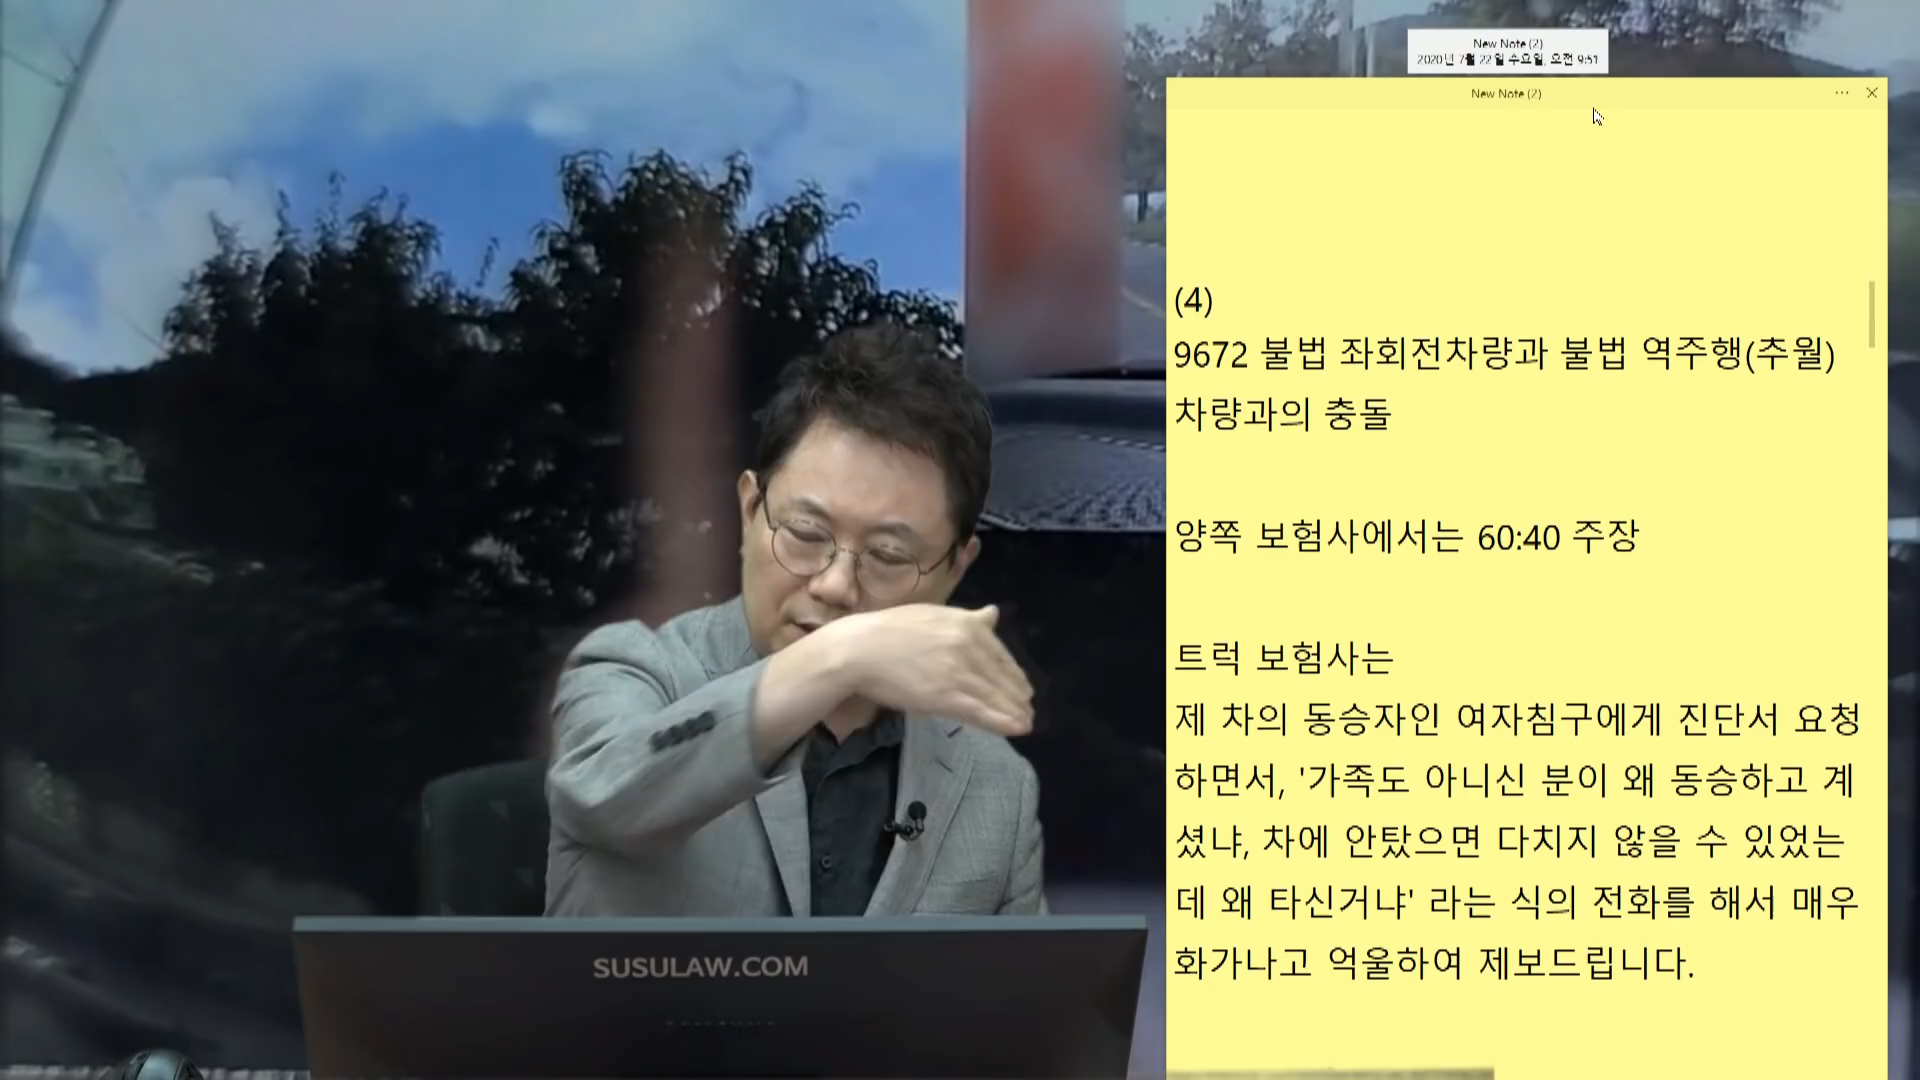 New Note (2)
2020년 7월 22일 수요일, 오전 9:51
New Note (2)
(4)
9672 불법 좌회전차량과 불법 역주행(추월)
차량과의 충돌
양쪽 보험사에서는 60:40 주장
트럭 보험사는
제 차의 동승자인 여자침구에게 진단서 요청
하면서, '가족도 아니신 분이 왜 동승하고 계
셨냐, 차에 안탔으면 다치지 않을 수 있었는
데 왜 타신거냐' 라는 식의 전화를 해서 매우
화가나고 억울하여 제보드립니다.
SUSULAW.COM